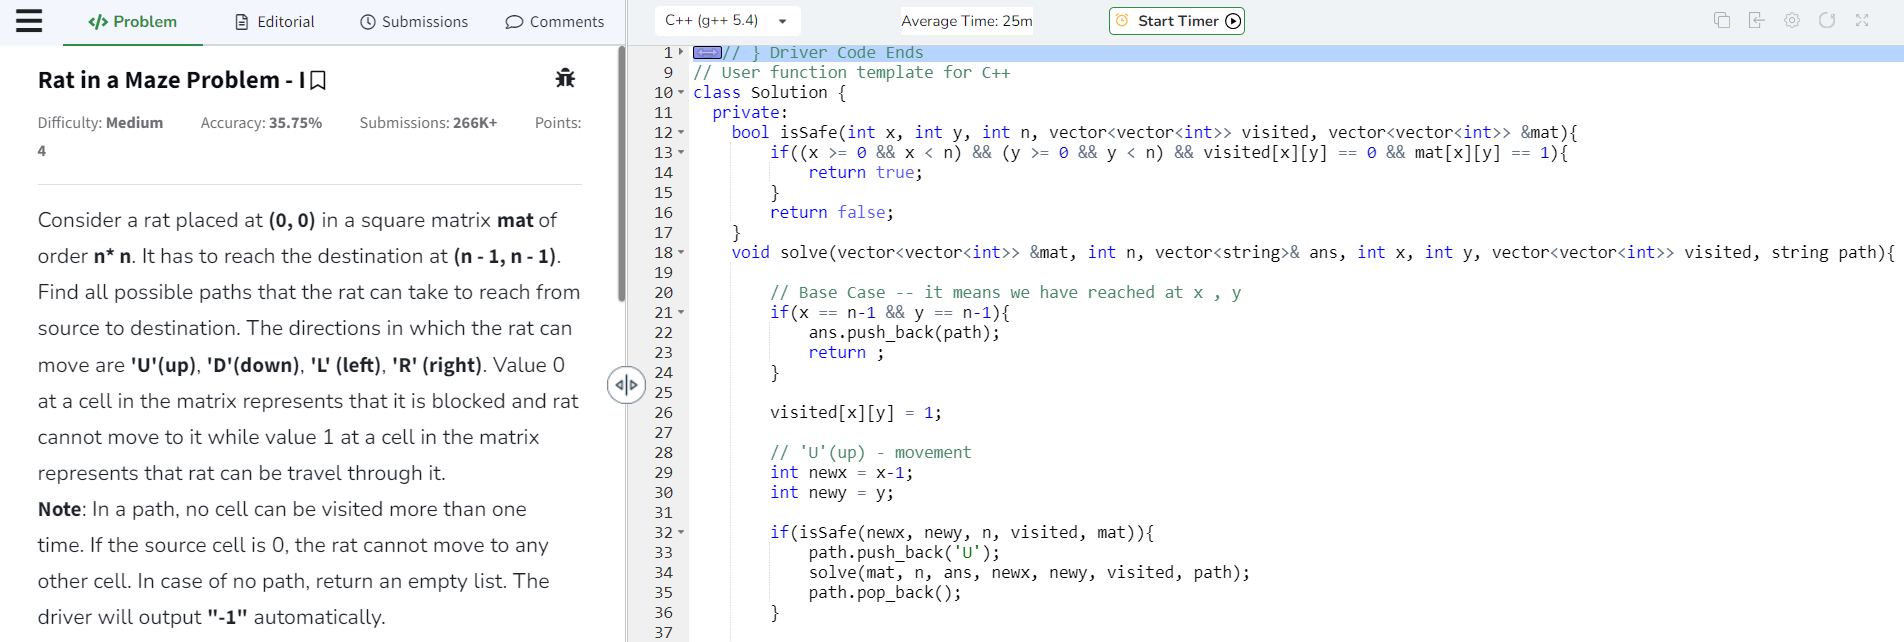 Problem
Editorial
Submissions
Comments
C++ (g++ 5.4)
Average Time: 25m
Start Timer
Rat in a Maze Problem - I
Difficulty: Medium Accuracy: 35.75% Submissions: 266K+ Points:
4
Consider a rat placed at (0, 0) in a square matrix mat of
order n* n. It has to reach the destination at (n - 1, n - 1).
Find all possible paths that the rat can take to reach from
source to destination. The directions in which the rat can
move are 'U'(up), 'D'(down), 'L' (left), 'R' (right). Value 0
at a cell in the matrix represents that it is blocked and rat
cannot move to it while value 1 at a cell in the matrix
represents that rat can be travel through it.
Note: In a path, no cell can be visited more than one
time. If the source cell is 0, the rat cannot move to any
other cell. In case of no path, return an empty list. The
driver will output "-1" automatically.
1 // } Driver Code Ends
9 // User function template for C++
10 class Solution {
11 private:
12 bool isSafe(int x, int y, int n, vector<vector<int>> visited, vector<vector<int>> &mat){
13 if((x >= 0 && x < n) && (y >= 0 && y < n) && visited[x][y] == 0 && mat[x][y] == 1){
14 return true;
15 }
16 return false;
17 }
18 void solve(vector<vector<int>> &mat, int n, vector<string>& ans, int x, int y, vector<vector<int>> visited, string path){
19
20 // Base Case -- it means we have reached at x , y
21 if(x == n-1 && y == n-1){
22 ans.push_back(path);
23 return ;
24 }
25
26 visited[x][y] = 1;
27
28 // 'U'(up) - movement
29 int newx = x-1;
30 int newy = y;
31
32 if(isSafe(newx, newy, n, visited, mat)){
33 path.push_back('U');
34 solve(mat, n, ans, newx, newy, visited, path);
35 path.pop_back();
36 }
37